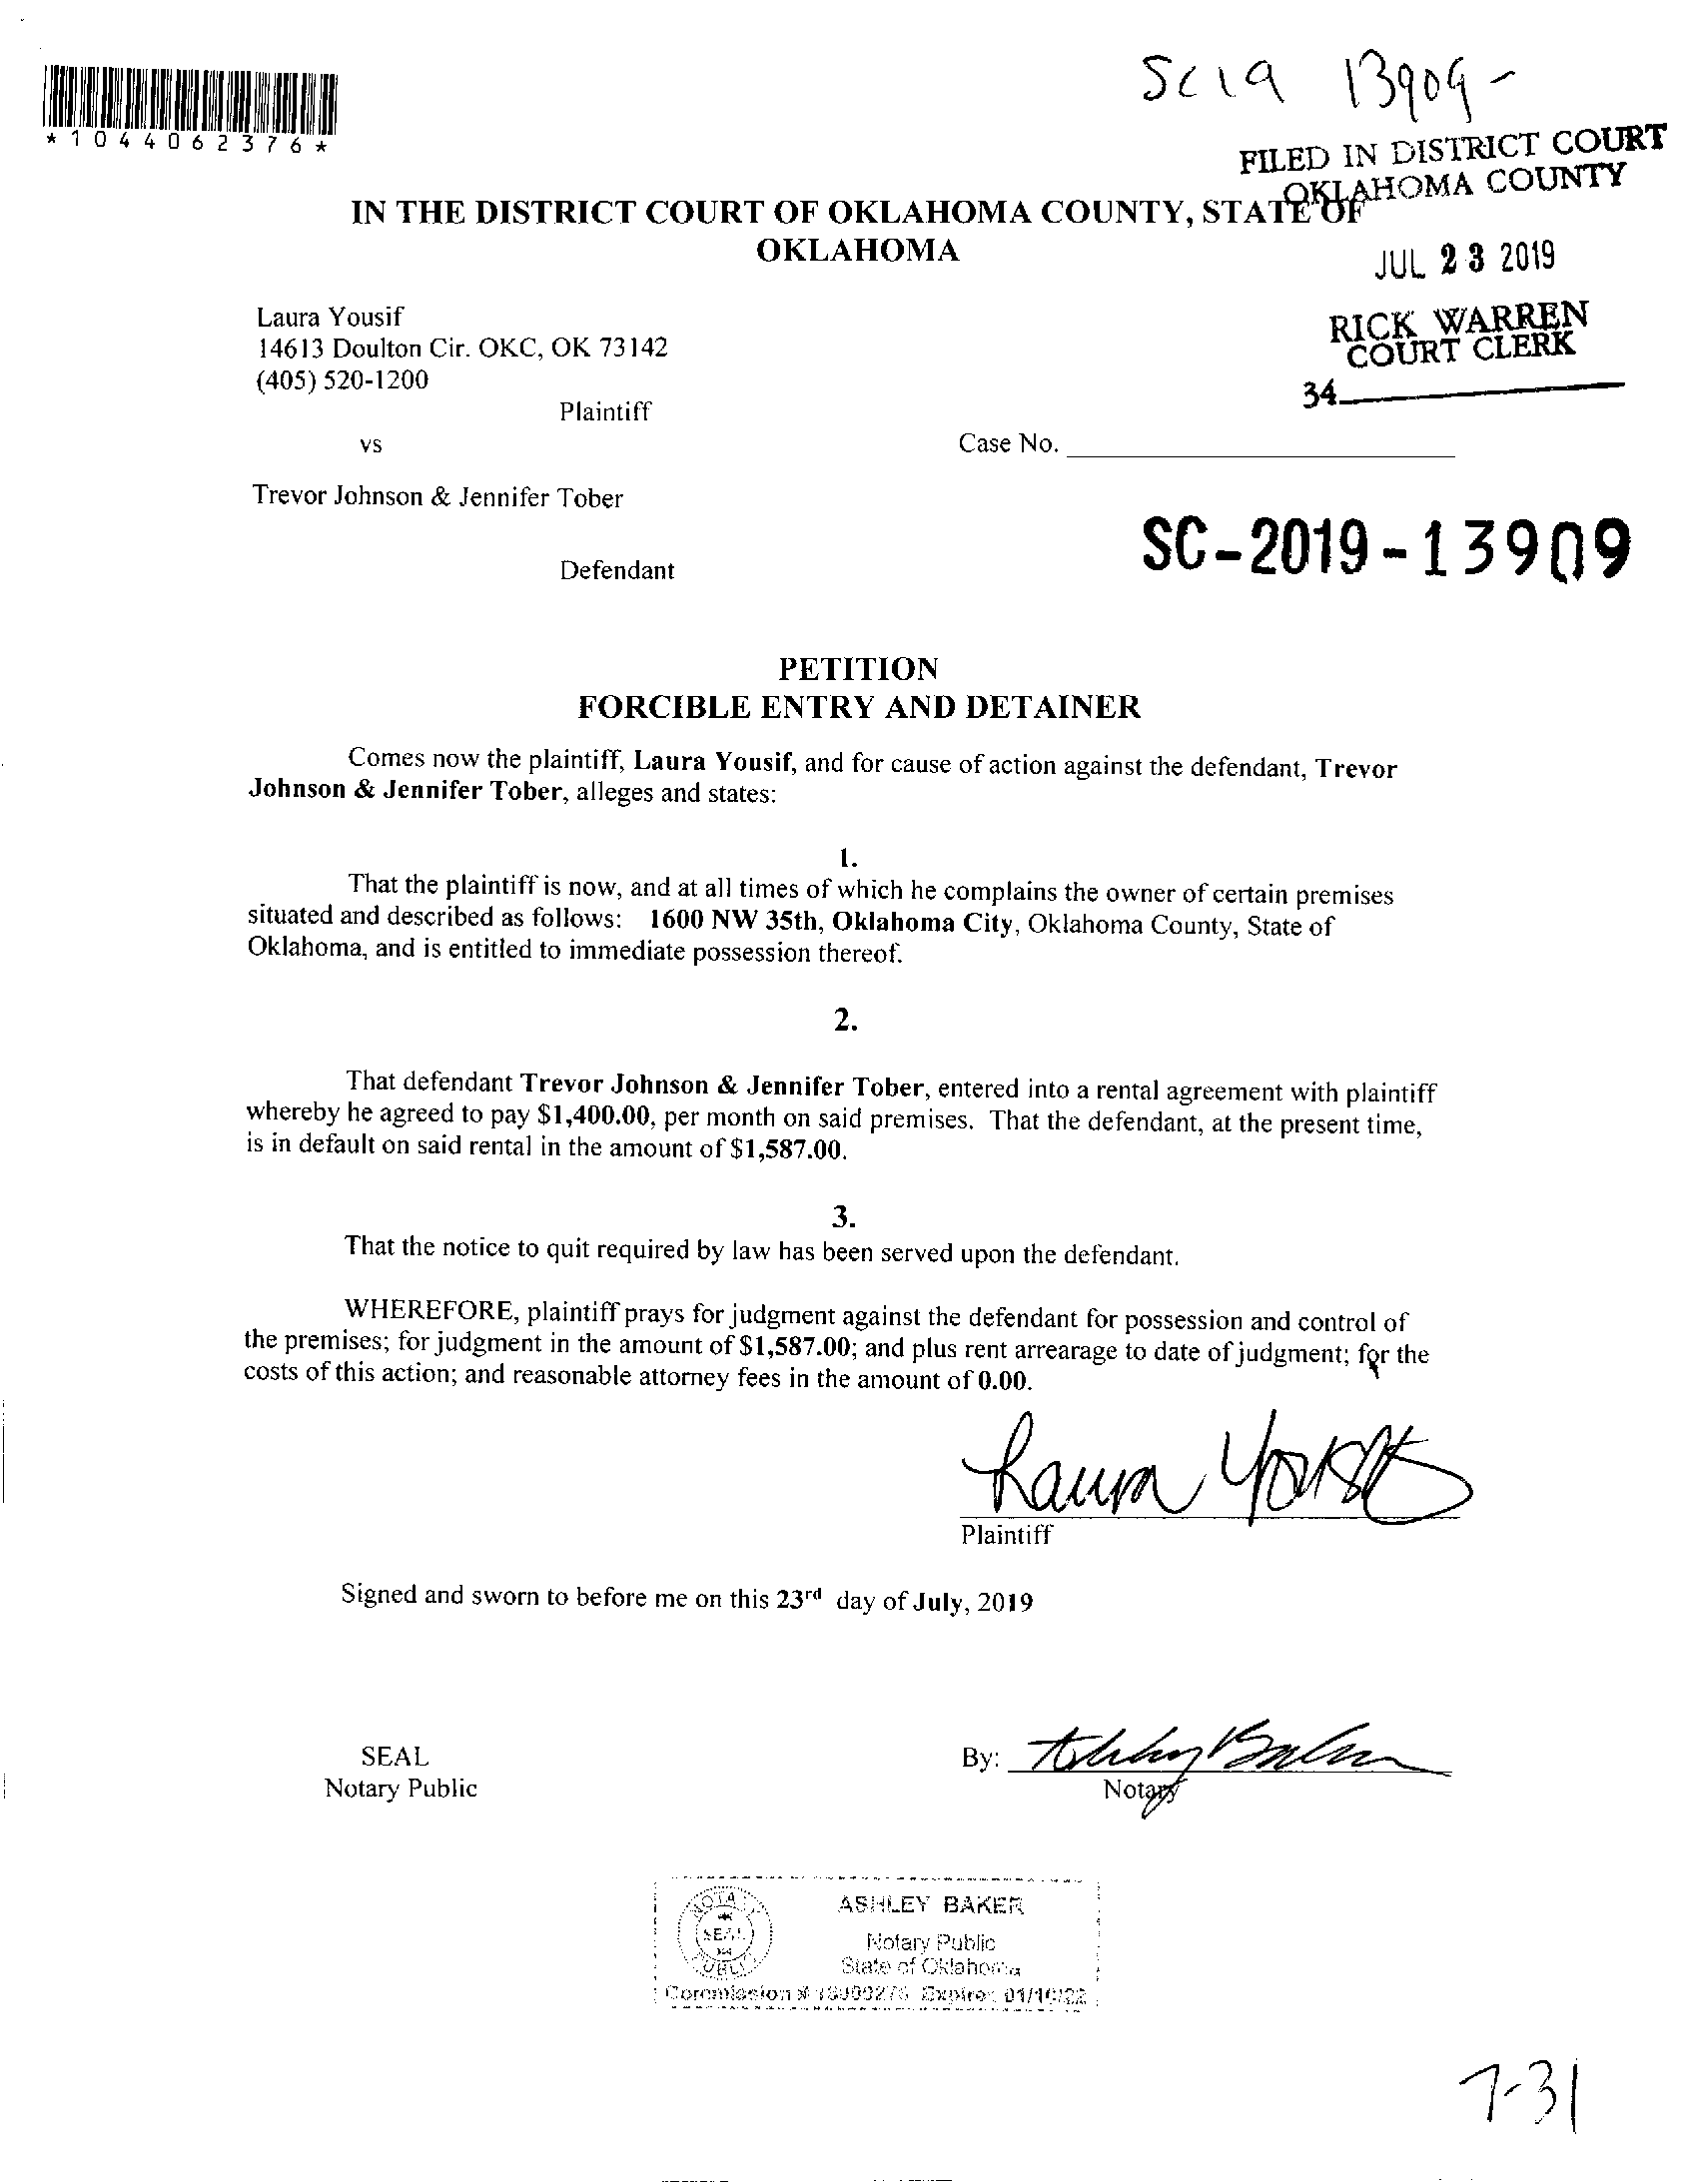 SC19 13909-
*1044062376*
FILED IN DISTRICT COURT
OKLAHOMA COUNTY
IN THE DISTRICT COURT OF OKLAHOMA COUNTY, STATE OF
OKLAHOMA
JUL 23 2019
Laura Yousif
14613 Doulton Cir. OKC, OK 73142
(405) 520-1200
RICK WARREN
COURT CLERK
34
Plaintiff
vs
Case No.
Trevor Johnson & Jennifer Tober
SC-2019-13909
Defendant
PETITION
FORCIBLE ENTRY AND DETAINER
Comes now the plaintiff, Laura Yousif, and for cause of action against the defendant, Trevor
Johnson & Jennifer Tober, alleges and states:
1.
That the plaintiff is now, and at all times of which he complains the owner of certain premises
situated and described as follows: 1600 NW 35th, Oklahoma City, Oklahoma County, State of
Oklahoma, and is entitled to immediate possession thereof.
2.
That defendant Trevor Johnson & Jennifer Tober, entered into a rental agreement with plaintiff
whereby he agreed to pay $1,400.00, per month on said premises. That the defendant, at the present time,
is in default on said rental in the amount of $1,587.00.
3.
That the notice to quit required by law has been served upon the defendant.
WHEREFORE, plaintiff prays for judgment against the defendant for possession and control of
the premises; for judgment in the amount of $1,587.00; and plus rent arrearage to date of judgment; for the
costs of this action; and reasonable attorney fees in the amount of 0.00.
Laura Yousif
Plaintiff
Signed and sworn to before me on this 23rd day of July, 2019
SEAL
Notary Public
By: Ashley Baker
Notary
NOTARY
SEAL
PUBLIC
ASHLEY BAKER
Notary Public
State of Oklahoma
Commission # Expires 01/10/22
7-31